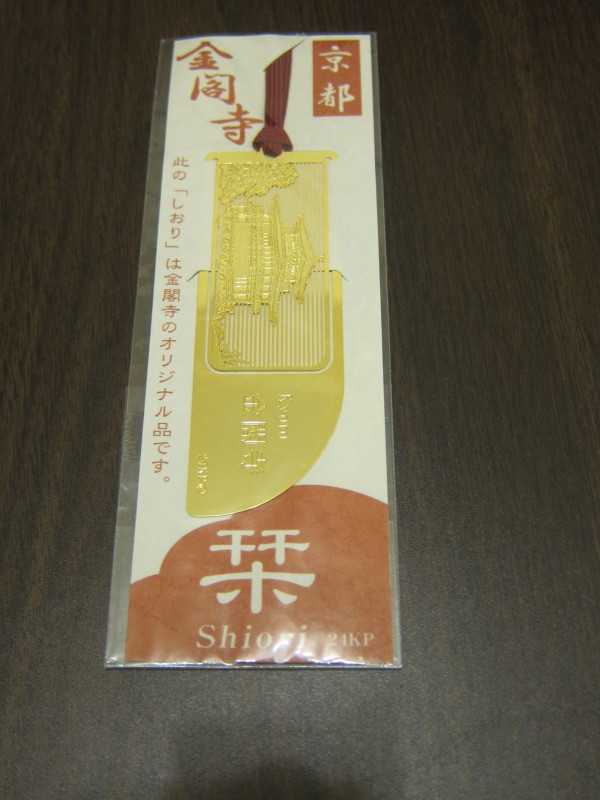 京都
金閣寺
此の「しおり」は金閣寺のオリジナル品です。
Kyoto
金閣寺
24KGP
栞
Shiori 24KP